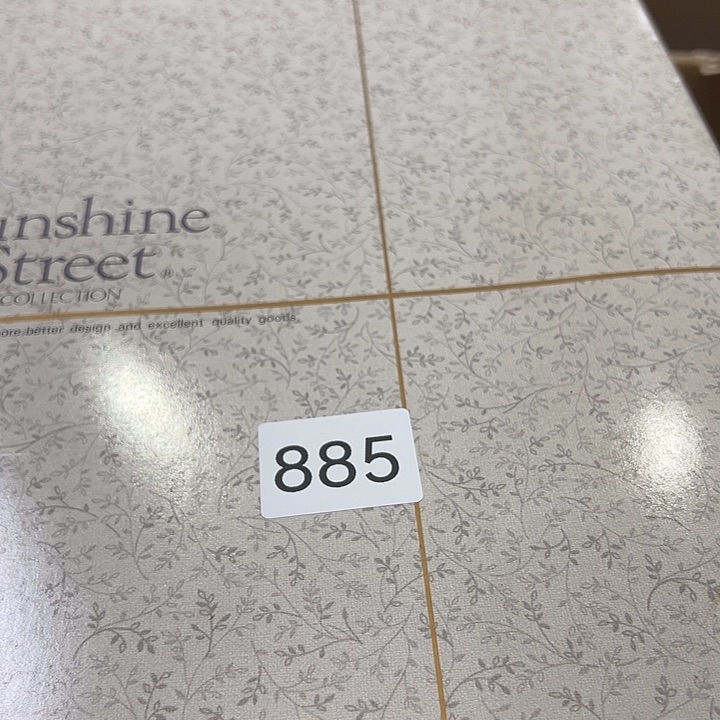 unshine
Street®
COLLECTION
ore.better design and excellent quality goods.
885